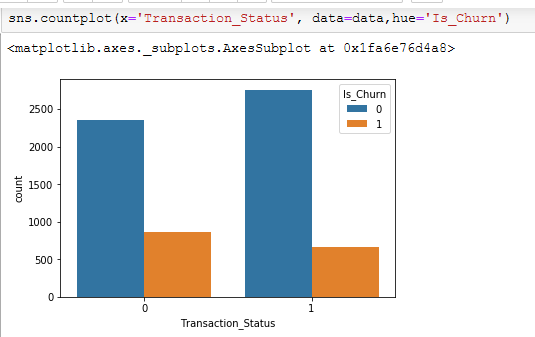 sns.countplot(x='Transaction_Status', data=data,hue='Is_Churn')
<matplotlib.axes._subplots.AxesSubplot at 0x1fa6e76d4a8>
Is_Churn
0
1
2500
2000
1500
1000
500
0
count
0 1
Transaction_Status